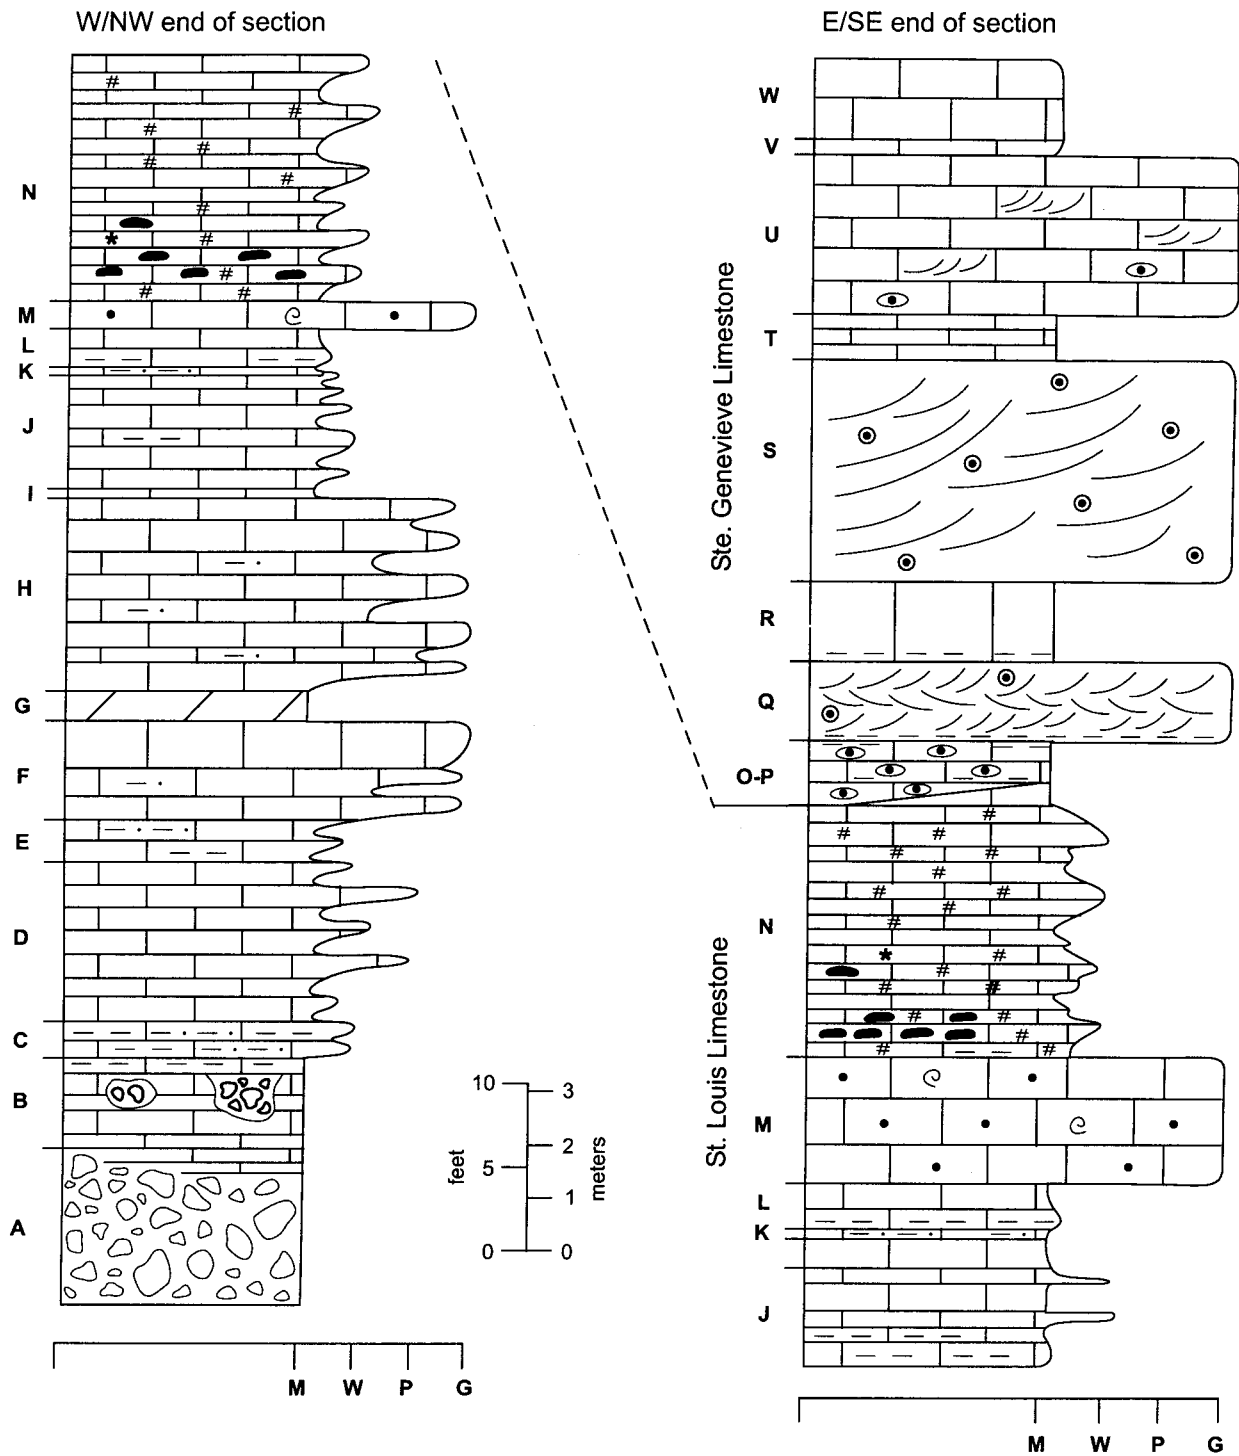 W/NW end of section
N
M
L
K
J
I
H
G
F
E
D
C
B
A
M W P G
10 3
2
feet 5 meters
1
0 0
E/SE end of section
W
V
U
T
S
R
Q
O-P
N
M
L
K
J
Ste. Genevieve Limestone
St. Louis Limestone
M W P G